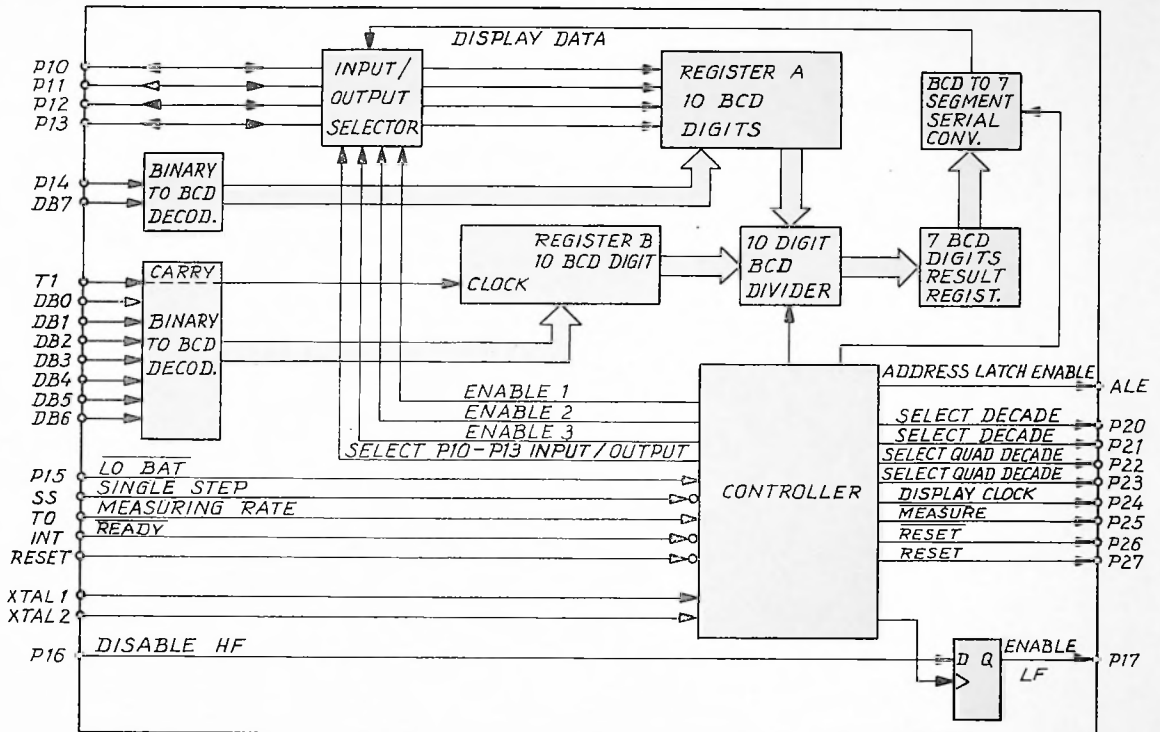 DISPLAY DATA
P10
P11
P12
P13
INPUT/
OUTPUT
SELECTOR
REGISTER A
10 BCD
DIGITS
BCD TO 7
SEGMENT
SERIAL
CONV.
P14
DB7
BINARY
TO BCD
DECOD.
REGISTER B
10 BCD DIGIT
CLOCK
10 DIGIT
BCD
DIVIDER
7 BCD
DIGITS
RESULT
REGIST.
T1
DB0
DB1
DB2
DB3
DB4
DB5
DB6
CARRY
BINARY
TO BCD
DECOD.
ENABLE 1
ENABLE 2
ENABLE 3
SELECT P10-P13 INPUT/OUTPUT
P15
SS
T0
INT
RESET
LO BAT
SINGLE STEP
MEASURING RATE
READY
XTAL1
XTAL2
CONTROLLER
ADDRESS LATCH ENABLE
SELECT DECADE
SELECT DECADE
SELECT QUAD DECADE
SELECT QUAD DECADE
DISPLAY CLOCK
MEASURE
RESET
RESET
ALE
P20
P21
P22
P23
P24
P25
P26
P27
P16
DISABLE HF
D Q
ENABLE
LF
P17